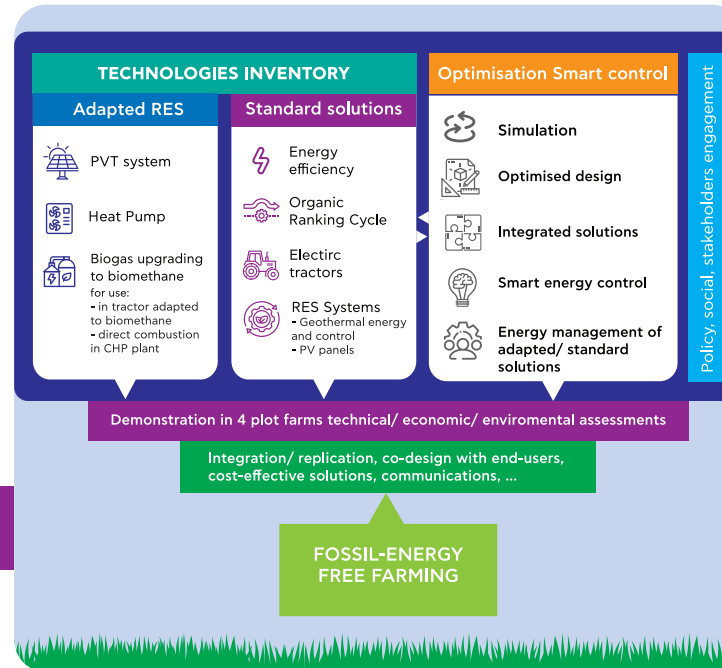 TECHNOLOGIES INVENTORY
Adapted RES
PVT system
Heat Pump
Biogas upgrading
to biomethane
for use:
- in tractor adapted
to biomethane
- direct combustion
in CHP plant
Standard solutions
Energy
efficiency
Organic
Ranking Cycle
Electirc
tractors
RES Systems
- Geothermal energy
and control
- PV panels
Optimisation Smart control
Simulation
Optimised design
Integrated solutions
Smart energy control
Energy management of
adapted/ standard
solutions
Policy, social, stakeholders engagement
Demonstration in 4 plot farms technical/ economic/ enviromental assessments
Integration/ replication, co-design with end-users,
cost-effective solutions, communications, ...
FOSSIL-ENERGY
FREE FARMING